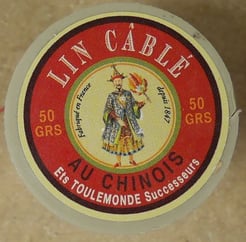 LIN CÂBLÉ
Fabriqué en France
depuis 1847
50
GRS
50
GRS
AU CHINOIS
Ets TOULEMONDE Successeurs